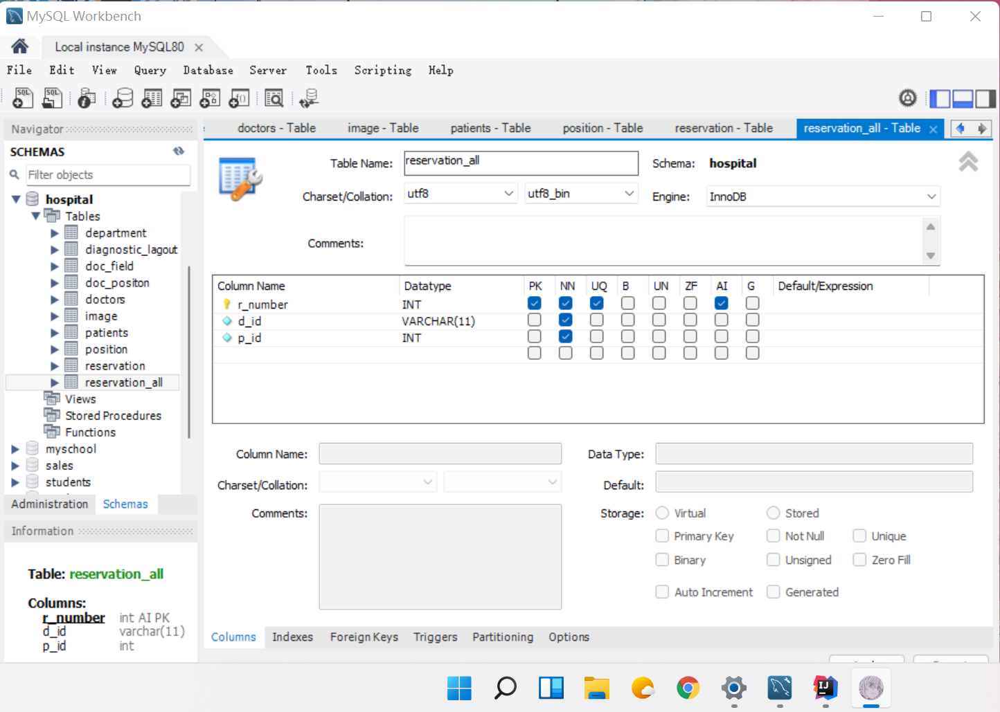 MySQL Workbench
Local instance MySQL80
File Edit View Query Database Server Tools Scripting Help
Navigator
SCHEMAS
Filter objects
hospital
Tables
department
diagnostic_lagout
doc_field
doc_positon
doctors
image
patients
position
reservation
reservation_all
Views
Stored Procedures
Functions
myschool
sales
students
Administration Schemas
Information
Table: reservation_all
Columns:
r_number int AI PK
d_id varchar(11)
p_id int
doctors - Table image - Table patients - Table position - Table reservation - Table reservation_all - Table
Table Name: reservation_all Schema: hospital
Charset/Collation: utf8 utf8_bin Engine: InnoDB
Comments:
Column Name Datatype PK NN UQ B UN ZF AI G Default/Expression
r_number INT
d_id VARCHAR(11)
p_id INT
Column Name: Data Type:
Charset/Collation: Default:
Comments: Storage: Virtual Stored
Primary Key Not Null Unique
Binary Unsigned Zero Fill
Auto Increment Generated
Columns Indexes Foreign Keys Triggers Partitioning Options